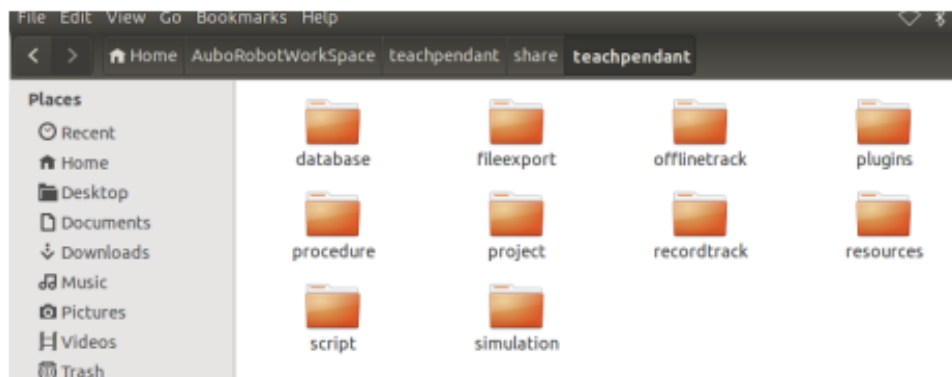 File Edit View Go Bookmarks Help
Home AuboRobotWorkSpace teachpendant share teachpendant
Places
Recent
Home
Desktop
Documents
Downloads
Music
Pictures
Videos
Trash
database fileexport offlinetrack plugins
procedure project recordtrack resources
script simulation